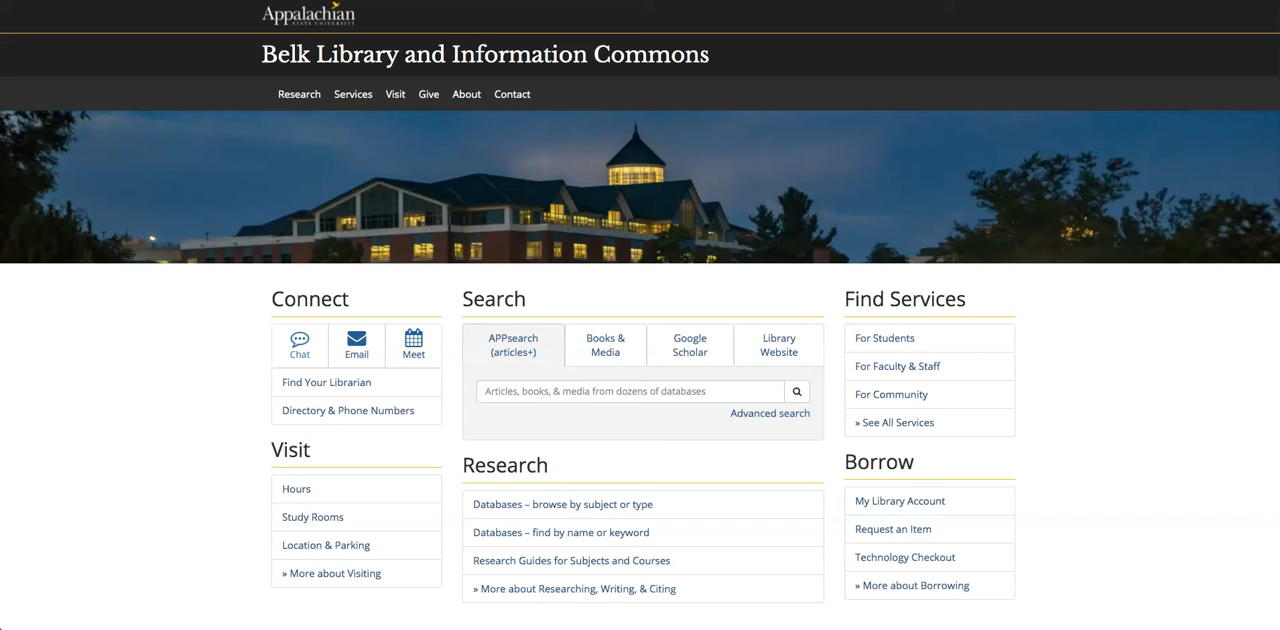 Appalachian
STATE UNIVERSITY
Belk Library and Information Commons
Research Services Visit Give About Contact
Connect
Chat Email Meet
Find Your Librarian
Directory & Phone Numbers
Visit
Hours
Study Rooms
Location & Parking
» More about Visiting
Search
APPsearch
(articles+)
Books &
Media
Google
Scholar
Library
Website
Articles, books, & media from dozens of databases
Advanced search
Research
Databases – browse by subject or type
Databases – find by name or keyword
Research Guides for Subjects and Courses
» More about Researching, Writing, & Citing
Find Services
For Students
For Faculty & Staff
For Community
» See All Services
Borrow
My Library Account
Request an Item
Technology Checkout
» More about Borrowing